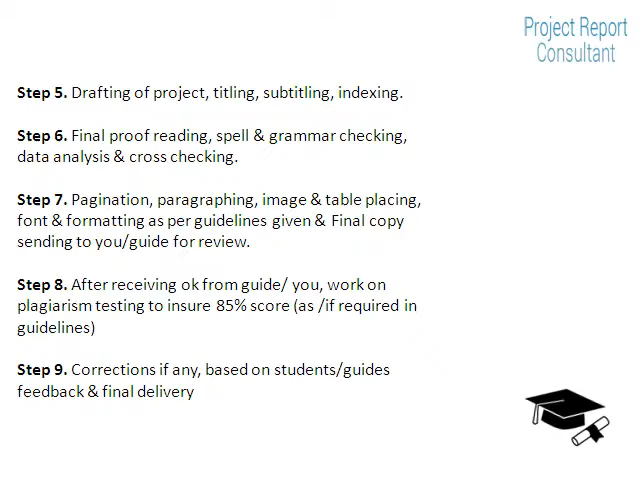 Project Report
Consultant
Step 5. Drafting of project, titling, subtitling, indexing.
Step 6. Final proof reading, spell & grammar checking,
data analysis & cross checking.
Step 7. Pagination, paragraphing, image & table placing,
font & formatting as per guidelines given & Final copy
sending to you/guide for review.
Step 8. After receiving ok from guide/ you, work on
plagiarism testing to insure 85% score (as /if required in
guidelines)
Step 9. Corrections if any, based on students/guides
feedback & final delivery